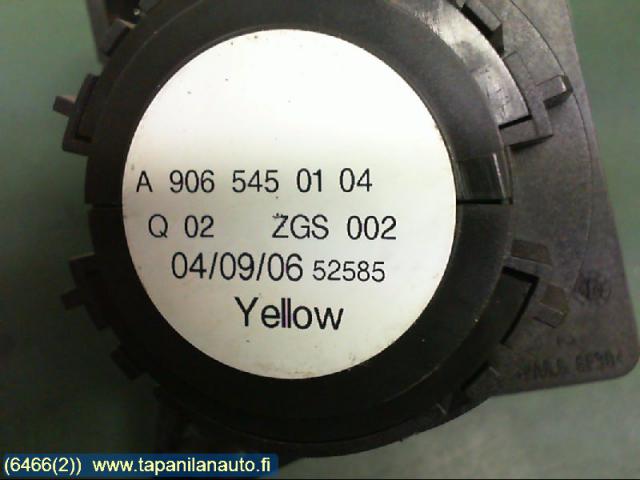 A 906 545 01 04
Q 02 ZGS 002
04/09/06 52585
Yellow
(6466(2)) www.tapanilanauto.fi